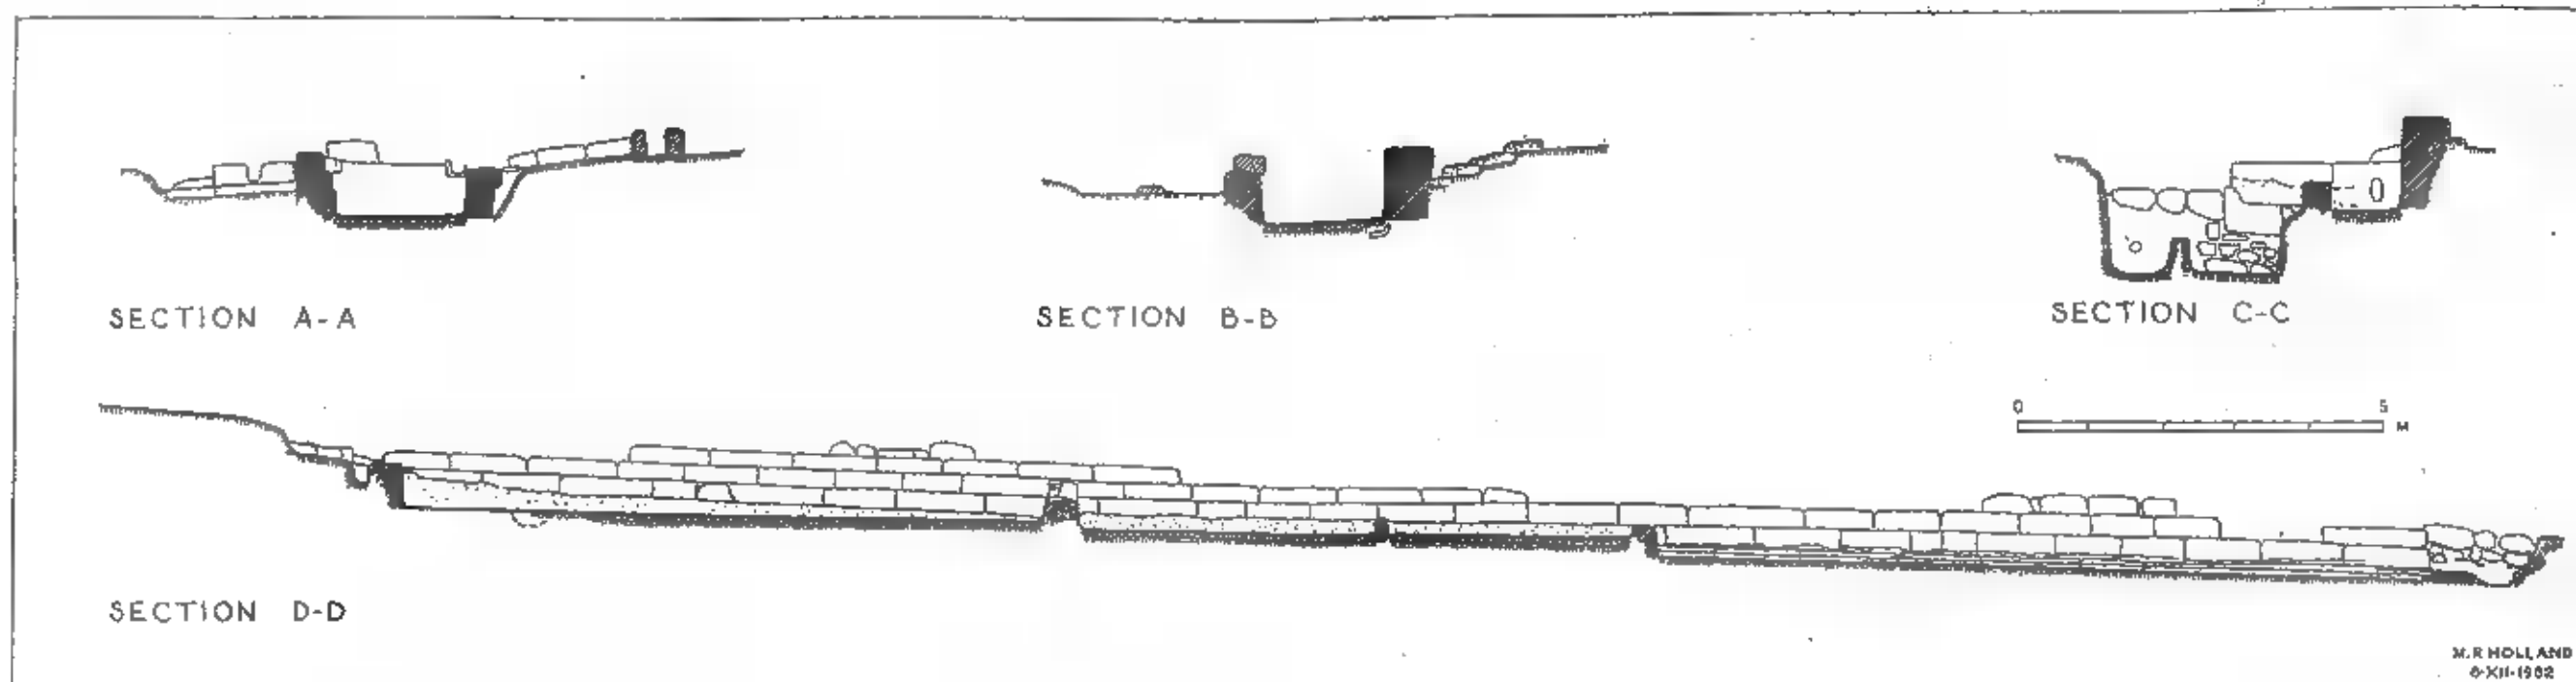 SECTION A-A
SECTION B-B
SECTION C-C
0 5 M
SECTION D-D
M.R HOLLAND